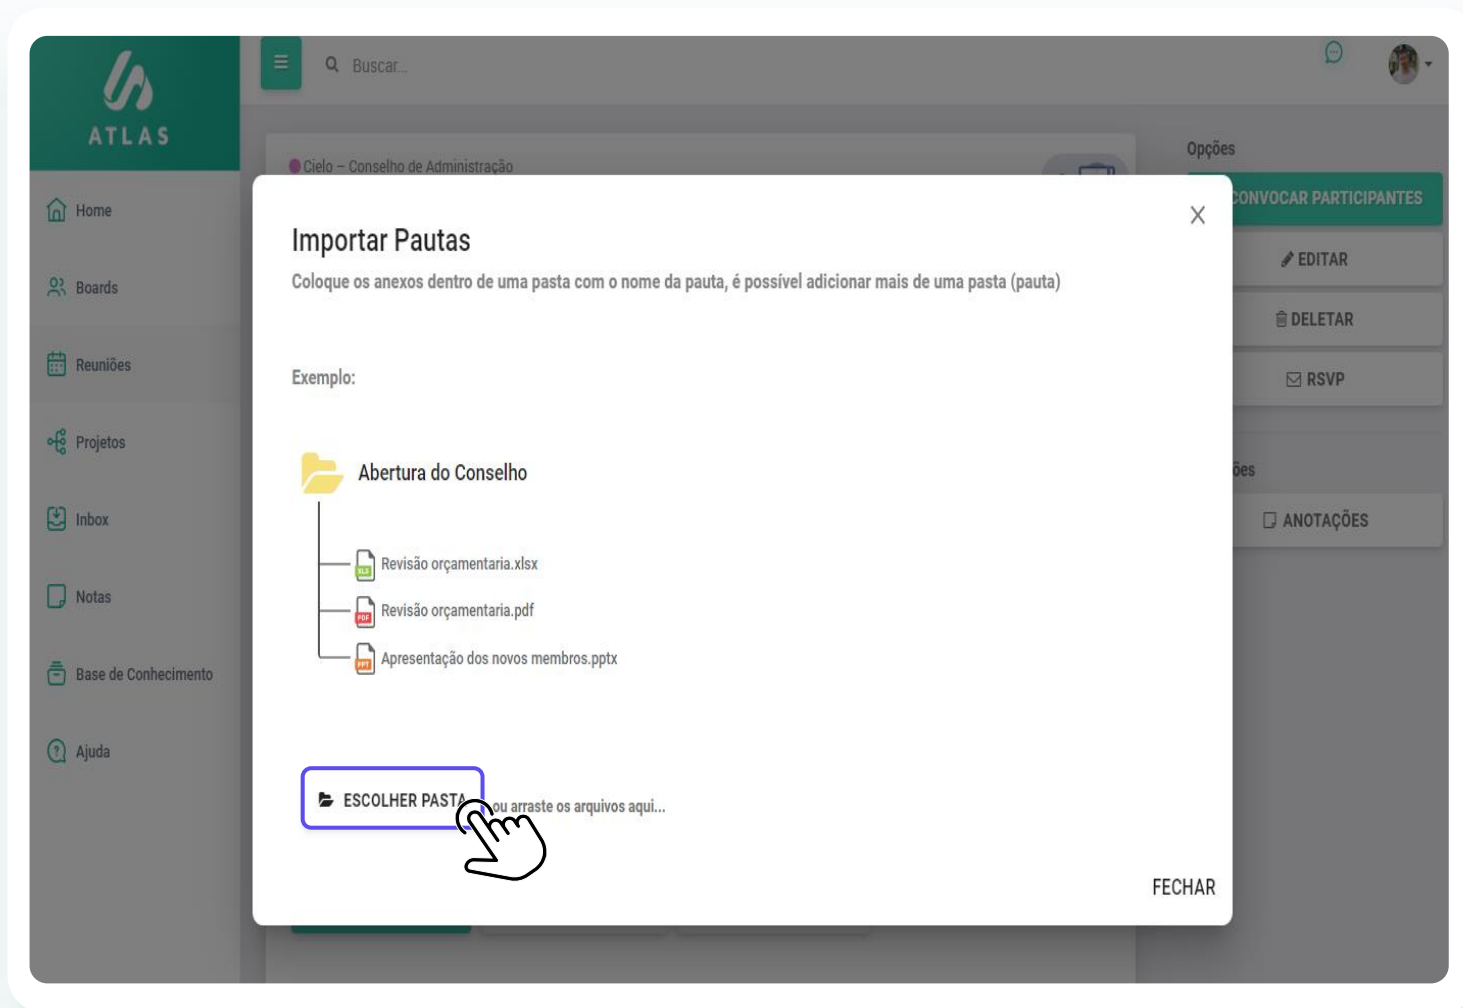 ATLAS
Buscar...
Home
Boards
Reuniões
Projetos
Inbox
Notas
Base de Conhecimento
Ajuda
Cielo – Conselho de Administração
Importar Pautas
X
Coloque os anexos dentro de uma pasta com o nome da pauta, é possível adicionar mais de uma pasta (pauta)
Exemplo:
Abertura do Conselho
XLS
Revisão orçamentaria.xlsx
PDF
Revisão orçamentaria.pdf
PPT
Apresentação dos novos membros.pptx
ESCOLHER PASTA
ou arraste os arquivos aqui...
FECHAR
Opções
CONVOCAR PARTICIPANTES
EDITAR
DELETAR
RSVP
ões
ANOTAÇÕES